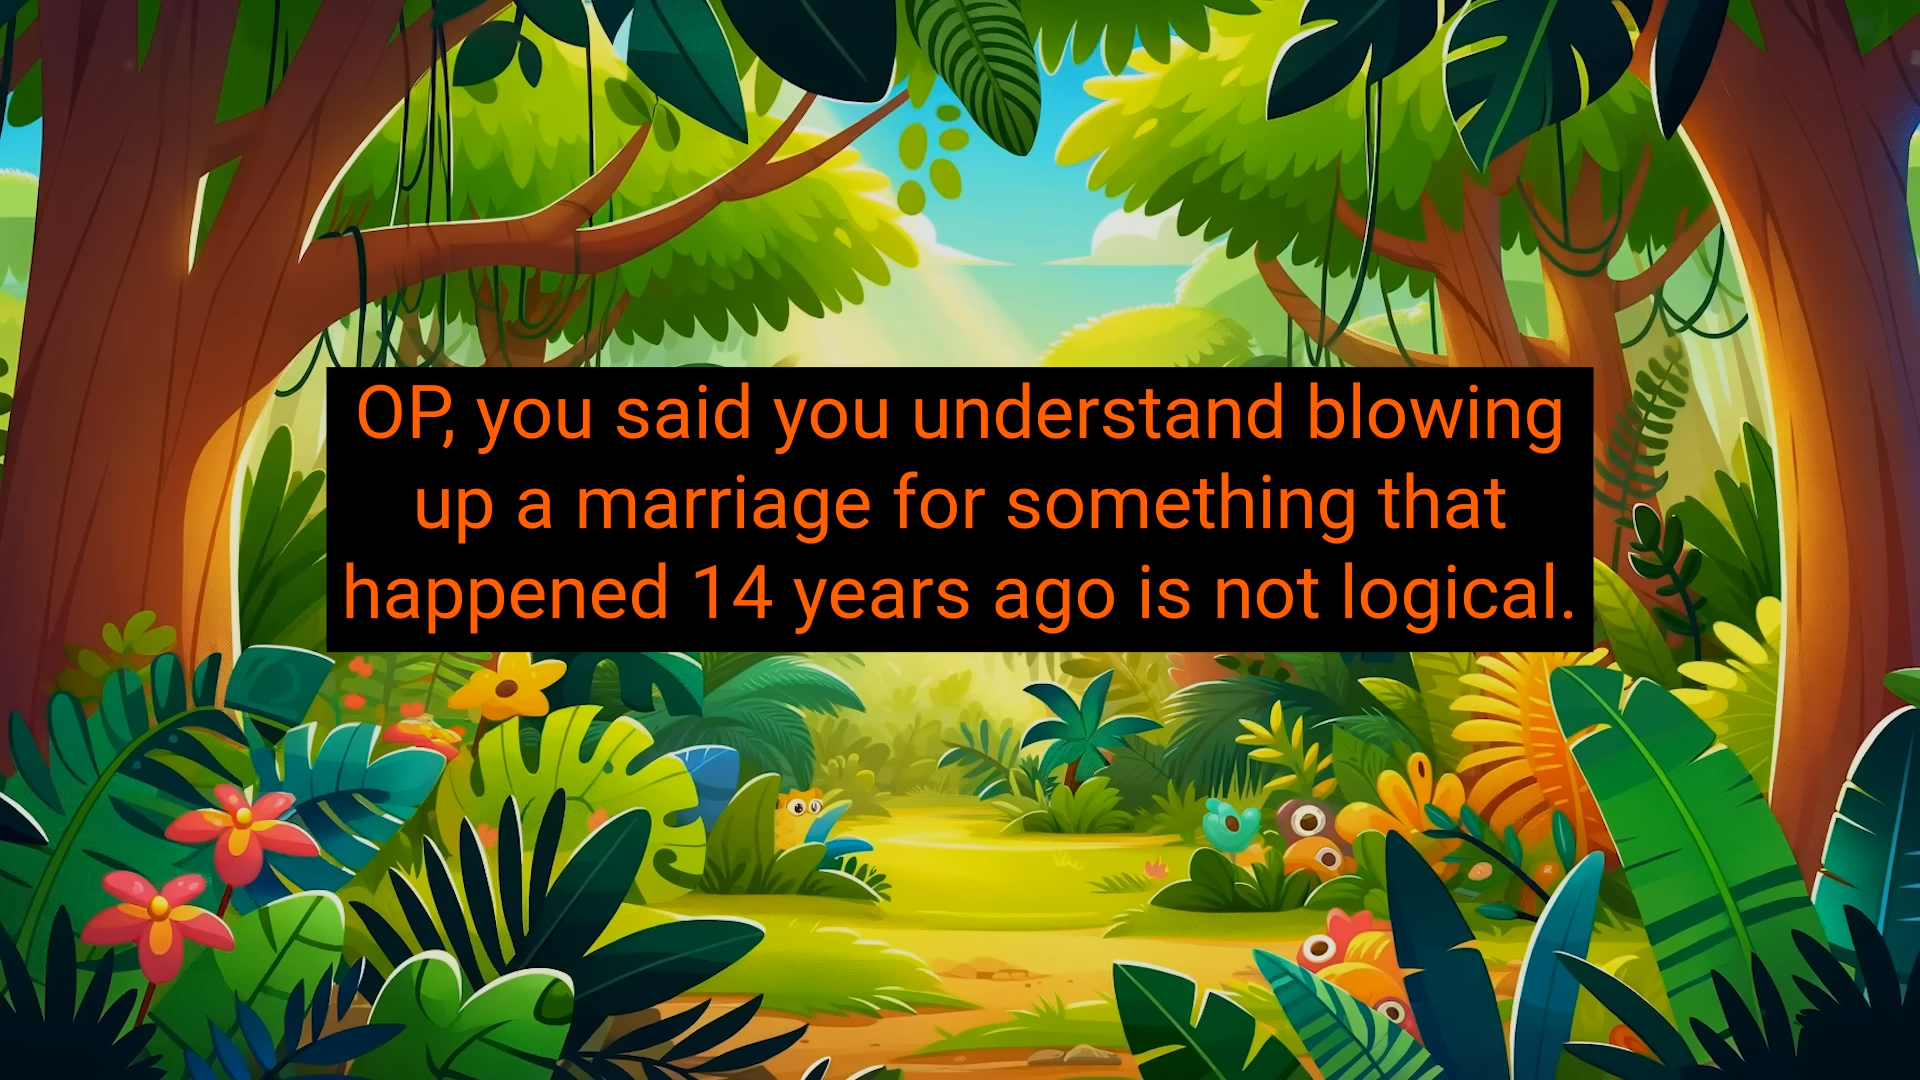 OP, you said you understand blowing
up a marriage for something that
happened 14 years ago is not logical.